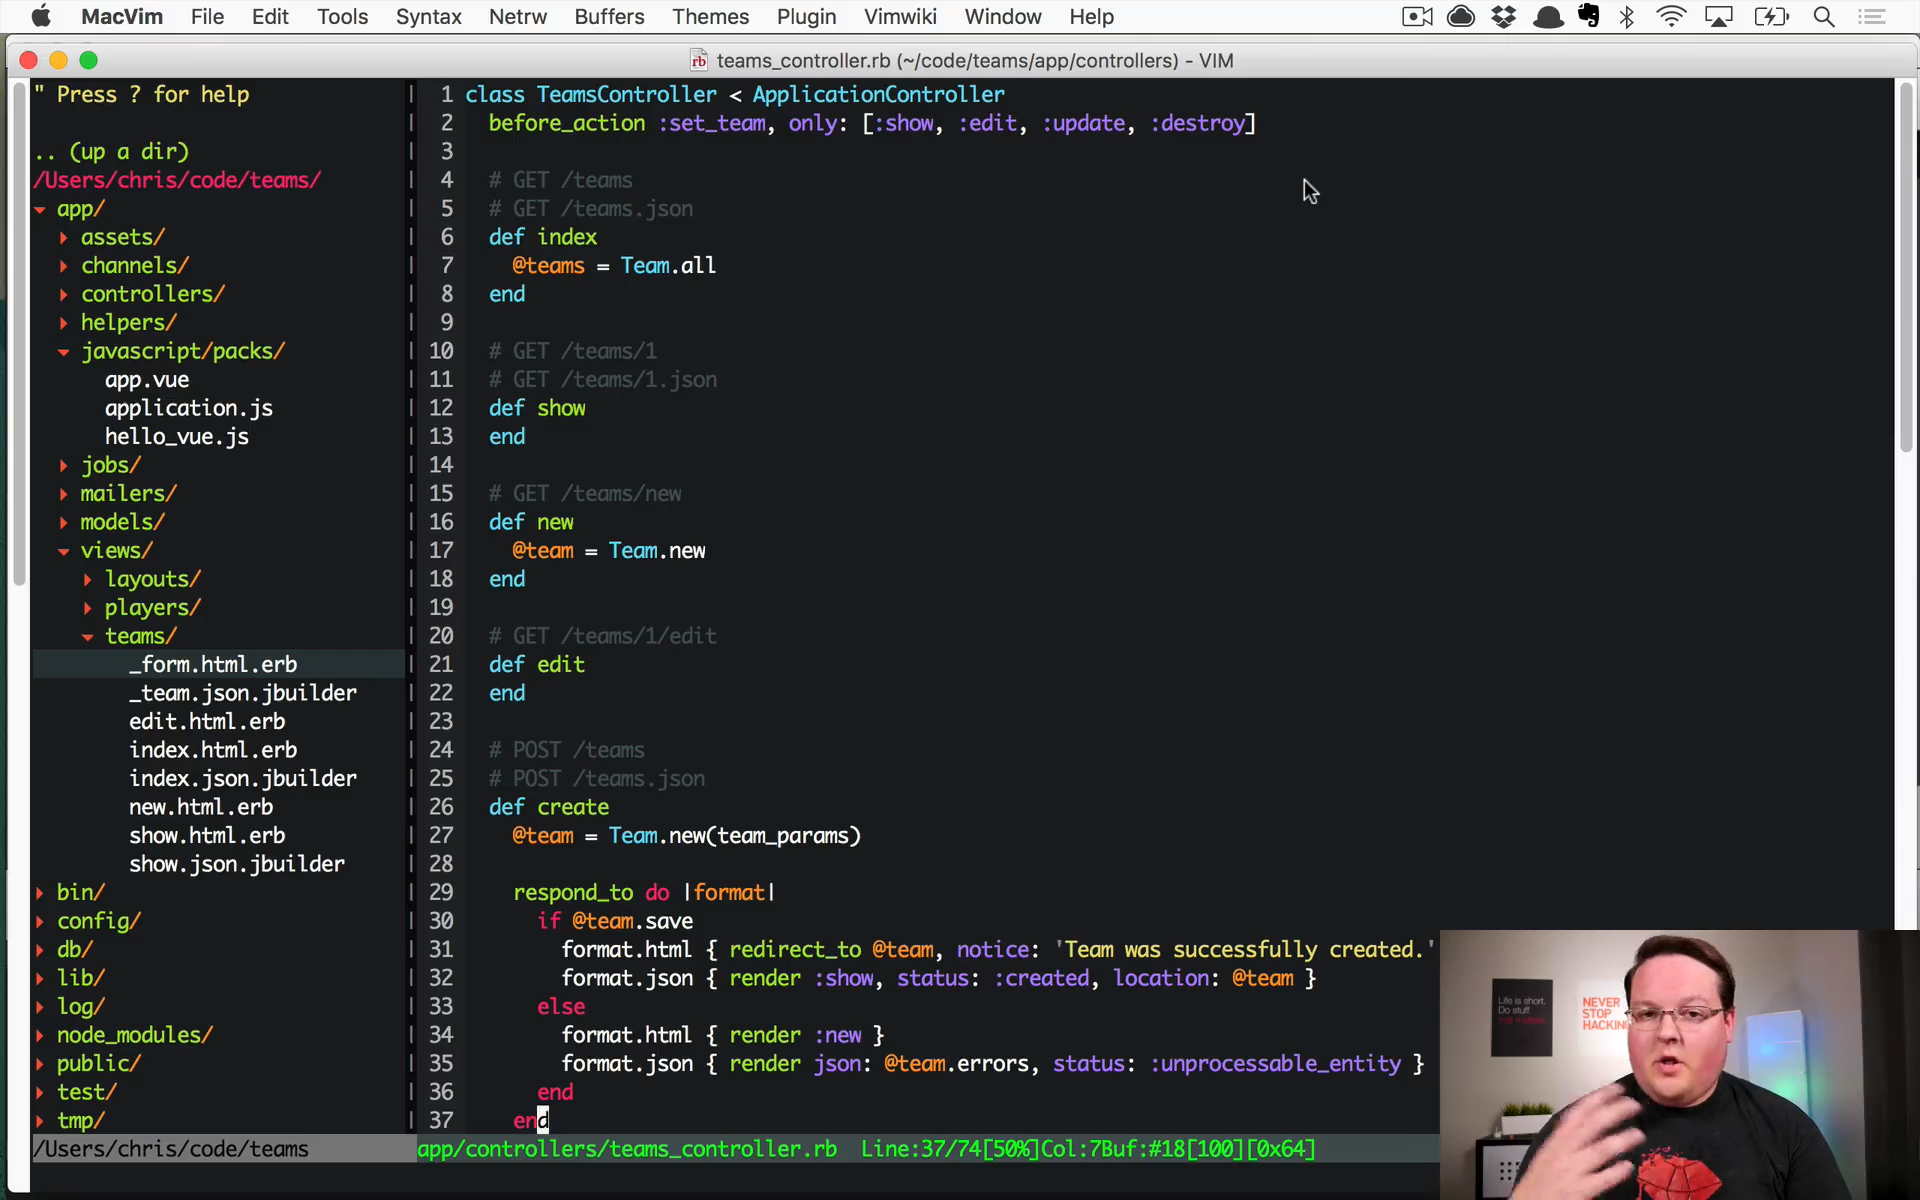 MacVim File Edit Tools Syntax Netrw Buffers Themes Plugin Vimwiki Window Help
rb teams_controller.rb (~/code/teams/app/controllers) - VIM
" Press ? for help
.. (up a dir)
/Users/chris/code/teams/
app/
assets/
channels/
controllers/
helpers/
javascript/packs/
app.vue
application.js
hello_vue.js
jobs/
mailers/
models/
views/
layouts/
players/
teams/
_form.html.erb
_team.json.jbuilder
edit.html.erb
index.html.erb
index.json.jbuilder
new.html.erb
show.html.erb
show.json.jbuilder
bin/
config/
db/
lib/
log/
node_modules/
public/
test/
tmp/
/Users/chris/code/teams
1 class TeamsController < ApplicationController
2 before_action :set_team, only: [:show, :edit, :update, :destroy]
3
4 # GET /teams
5 # GET /teams.json
6 def index
7 @teams = Team.all
8 end
9
10 # GET /teams/1
11 # GET /teams/1.json
12 def show
13 end
14
15 # GET /teams/new
16 def new
17 @team = Team.new
18 end
19
20 # GET /teams/1/edit
21 def edit
22 end
23
24 # POST /teams
25 # POST /teams.json
26 def create
27 @team = Team.new(team_params)
28
29 respond_to do |format|
30 if @team.save
31 format.html { redirect_to @team, notice: 'Team was successfully created.'
32 format.json { render :show, status: :created, location: @team }
33 else
34 format.html { render :new }
35 format.json { render json: @team.errors, status: :unprocessable_entity }
36 end
37 end
app/controllers/teams_controller.rb Line:37/74[50%]Col:7Buf:#18[100][0x64]
Life is short.
Do stuff
that matters.
NEVER
STOP
HACKIN